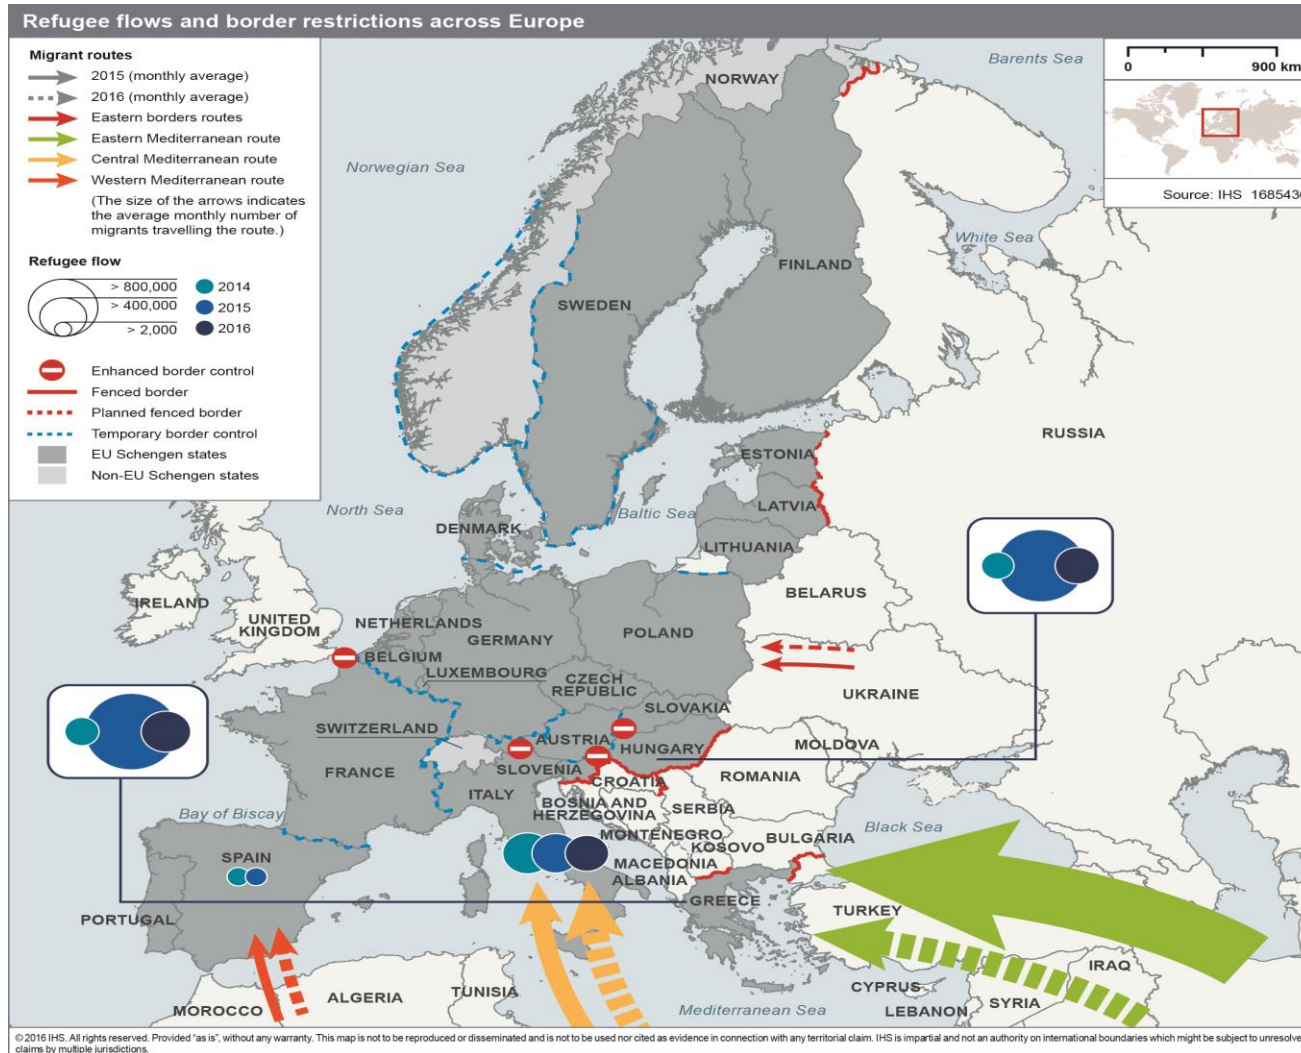 Refugee flows and border restrictions across Europe
Migrant routes
2015 (monthly average)
2016 (monthly average)
Eastern borders routes
Eastern Mediterranean route
Central Mediterranean route
Western Mediterranean route
(The size of the arrows indicates
the average monthly number of
migrants travelling the route.)
Refugee flow
> 800,000
> 400,000
> 2,000
2014
2015
2016
Enhanced border control
Fenced border
Planned fenced border
Temporary border control
EU Schengen states
Non-EU Schengen states
0 900 km
Source: IHS 1685430
Barents Sea
NORWAY
Norwegian Sea
White Sea
FINLAND
SWEDEN
RUSSIA
ESTONIA
North Sea
Baltic Sea
LATVIA
DENMARK
LITHUANIA
BELARUS
IRELAND
UNITED
KINGDOM
NETHERLANDS
GERMANY
POLAND
BELGIUM
LUXEMBOURG
CZECH
REPUBLIC
UKRAINE
SLOVAKIA
SWITZERLAND
AUSTRIA
HUNGARY
MOLDOVA
FRANCE
SLOVENIA
CROATIA
ROMANIA
ITALY
BOSNIA AND
HERZEGOVINA
SERBIA
Bay of Biscay
MONTENEGRO
KOSOVO
BULGARIA
Black Sea
SPAIN
MACEDONIA
ALBANIA
GREECE
PORTUGAL
TURKEY
IRAQ
CYPRUS
SYRIA
LEBANON
MOROCCO
ALGERIA
TUNISIA
Mediterranean Sea
© 2016 IHS. All rights reserved. Provided "as is", without any warranty. This map is not to be reproduced or disseminated and is not to be used nor cited as evidence in connection with any territorial claim. IHS is impartial and not an authority on international boundaries which might be subject to unresolve
claims by multiple jurisdictions.